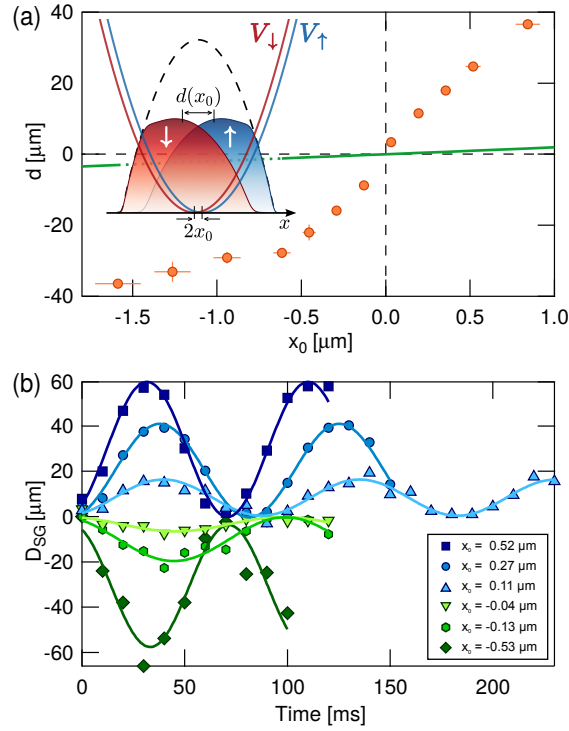 (a)
40
20
0
-20
-40
d [μm]
V↓
V↑
d(x₀)
↓
↑
2x₀
x
-1.5
-1.0
-0.5
0.0
0.5
1.0
x₀ [μm]
(b)
60
40
20
0
-20
-40
-60
D_SG [μm]
x₀ = 0.52 μm
x₀ = 0.27 μm
x₀ = 0.11 μm
x₀ = -0.04 μm
x₀ = -0.13 μm
x₀ = -0.53 μm
0
50
100
150
200
Time [ms]